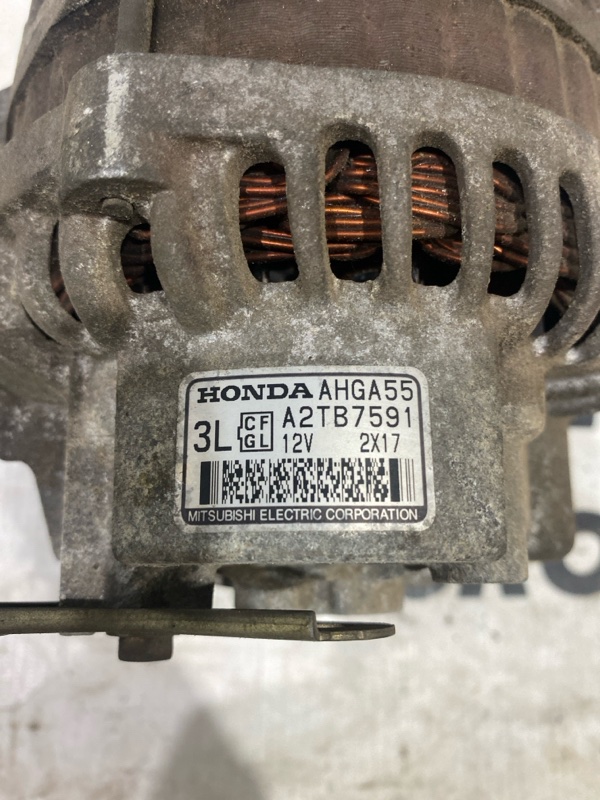 HONDA AHGA55
3L CF GL A2TB7591
12V 2X17
MITSUBISHI ELECTRIC CORPORATION